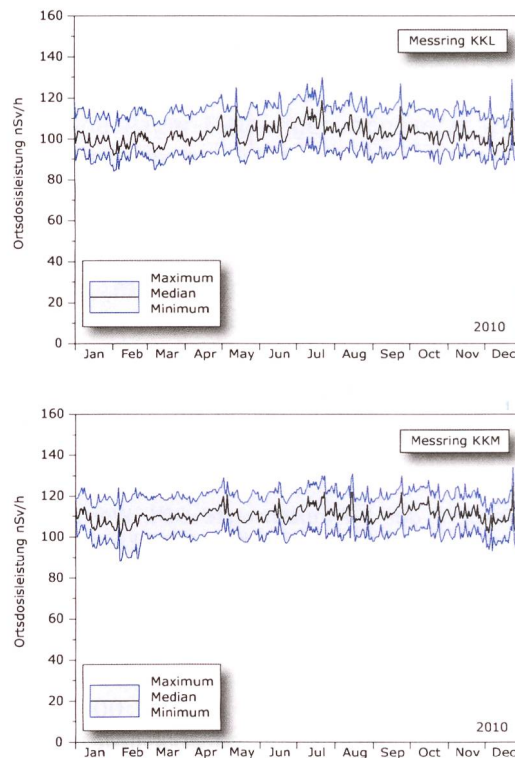 160
Messring KKL
140
120
100
80
60
40
20
0
Ortsdosisleistung nSv/h
Maximum
Median
Minimum
2010
Jan Feb Mar Apr May Jun Jul Aug Sep Oct Nov Dec
160
Messring KKM
140
120
100
80
60
40
20
0
Ortsdosisleistung nSv/h
Maximum
Median
Minimum
2010
Jan Feb Mar Apr May Jun Jul Aug Sep Oct Nov Dec